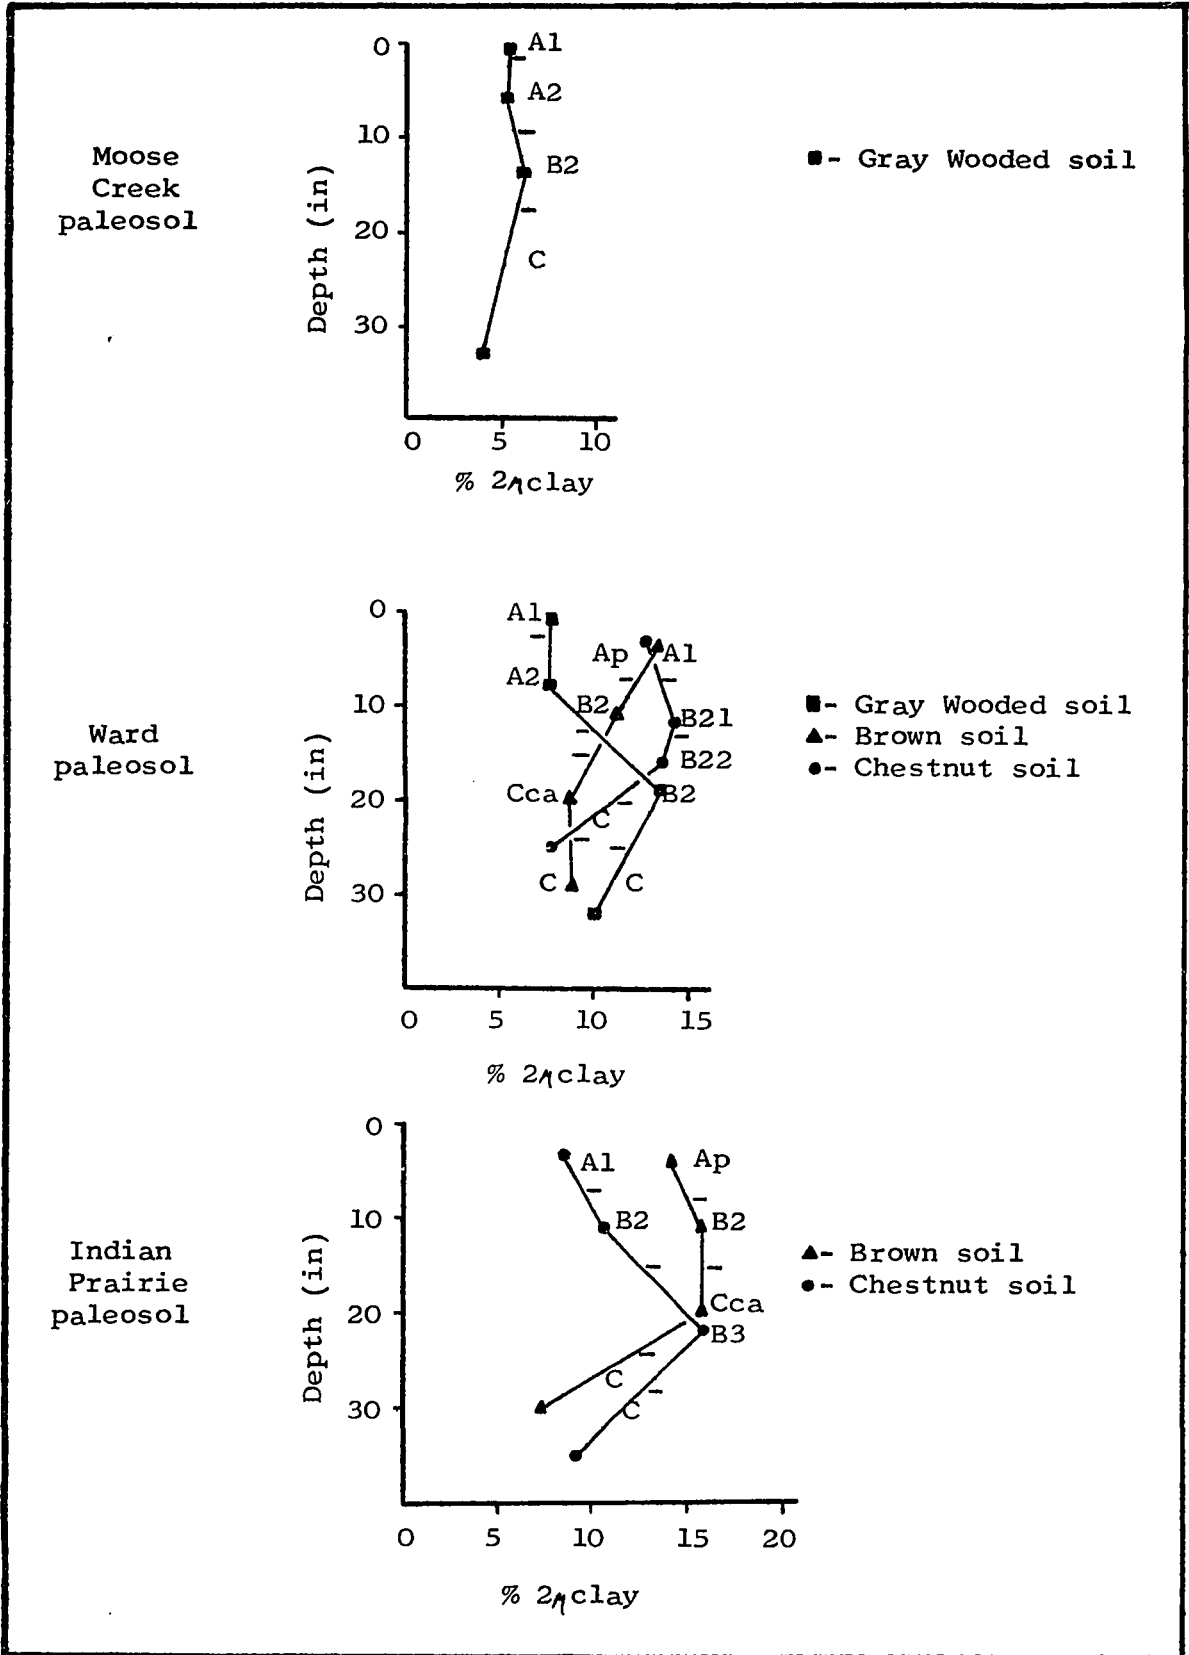 Moose
Creek
paleosol
Depth (in)
0
10
20
30
A1
A2
B2
C
0 5 10
% 2μclay
■- Gray Wooded soil
Ward
paleosol
Depth (in)
0
10
20
30
A1
Ap A1
A2
B2 B21
B22
Cca B2
C
C C
0 5 10 15
% 2μclay
■- Gray Wooded soil
▲- Brown soil
●- Chestnut soil
Indian
Prairie
paleosol
Depth (in)
0
10
20
30
A1 Ap
B2 B2
Cca
B3
C
C
0 5 10 15 20
% 2μclay
▲- Brown soil
●- Chestnut soil